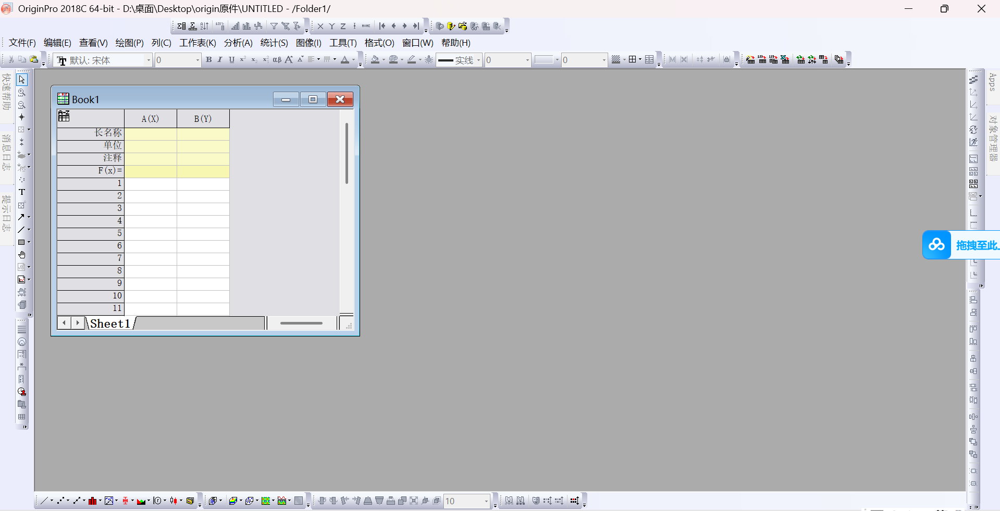 OriginPro 2018C 64-bit - D:\桌面\Desktop\origin原件\UNTITLED - /Folder1/
X Y Z NONE
文件(F) 编辑(E) 查看(V) 绘图(P) 列(C) 工作表(K) 分析(A) 统计(S) 图像(I) 工具(T) 格式(O) 窗口(W) 帮助(H)
默认: 宋体 0 B I U αβ A A A 实线 0 0
快速帮助
消息日志
提示日志
T
Book1
A(X) B(Y)
长名称
单位
注释
F(x)=
1
2
3
4
5
6
7
8
9
10
11
Sheet1
Apps
对象管理器
拖拽至此
10